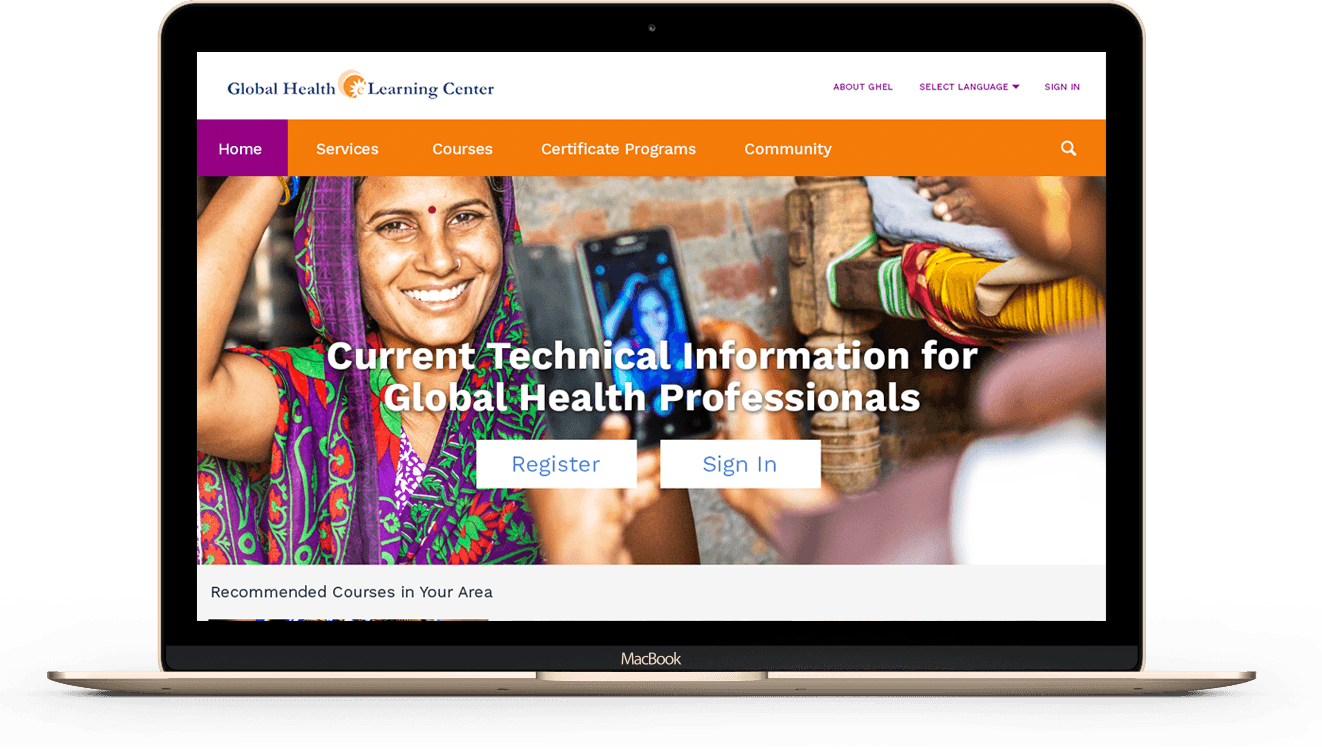 Global Health eLearning Center
ABOUT GHEL
SELECT LANGUAGE
SIGN IN
Home
Services
Courses
Certificate Programs
Community
Current Technical Information for
Global Health Professionals
Register
Sign In
Recommended Courses in Your Area
MacBook